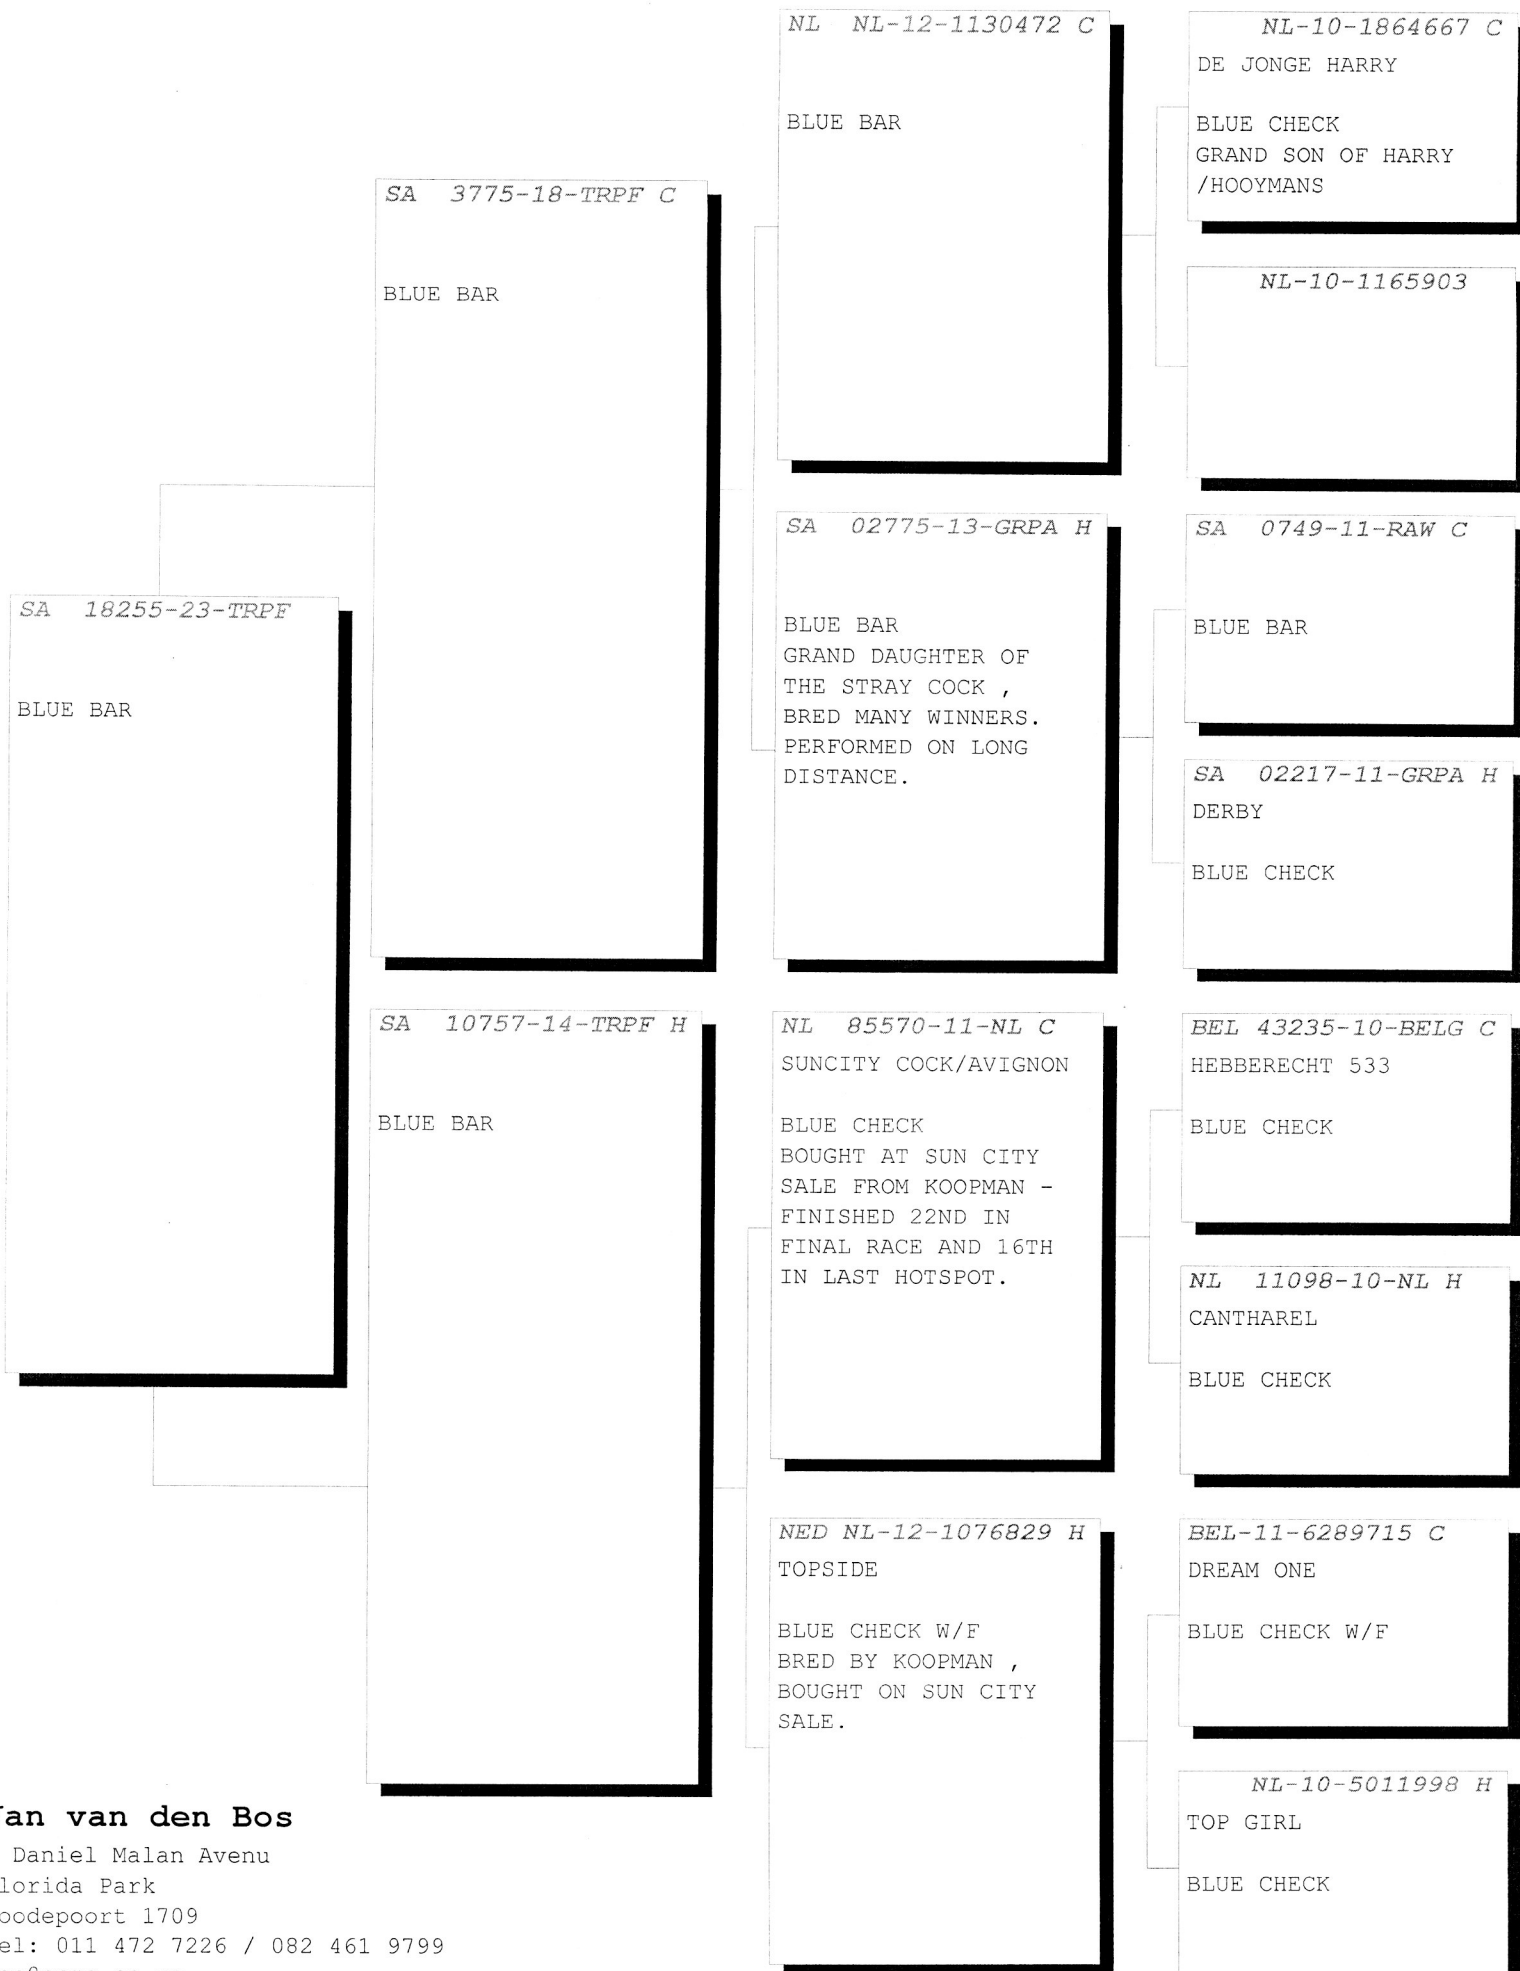 SA 18255-23-TRPF
BLUE BAR
SA 3775-18-TRPF C
BLUE BAR
SA 10757-14-TRPF H
BLUE BAR
NL NL-12-1130472 C
BLUE BAR
SA 02775-13-GRPA H
BLUE BAR
GRAND DAUGHTER OF
THE STRAY COCK ,
BRED MANY WINNERS.
PERFORMED ON LONG
DISTANCE.
NL 85570-11-NL C
SUNCITY COCK/AVIGNON
BLUE CHECK
BOUGHT AT SUN CITY
SALE FROM KOOPMAN -
FINISHED 22ND IN
FINAL RACE AND 16TH
IN LAST HOTSPOT.
NED NL-12-1076829 H
TOPSIDE
BLUE CHECK W/F
BRED BY KOOPMAN ,
BOUGHT ON SUN CITY
SALE.
NL-10-1864667 C
DE JONGE HARRY
BLUE CHECK
GRAND SON OF HARRY
/HOOYMANS
NL-10-1165903
SA 0749-11-RAW C
BLUE BAR
SA 02217-11-GRPA H
DERBY
BLUE CHECK
BEL 43235-10-BELG C
HEBBERECHT 533
BLUE CHECK
NL 11098-10-NL H
CANTHAREL
BLUE CHECK
BEL-11-6289715 C
DREAM ONE
BLUE CHECK W/F
NL-10-5011998 H
TOP GIRL
BLUE CHECK
Jan van den Bos
Daniel Malan Avenu
lorida Park
oodepoort 1709
el: 011 472 7226 / 082 461 9799